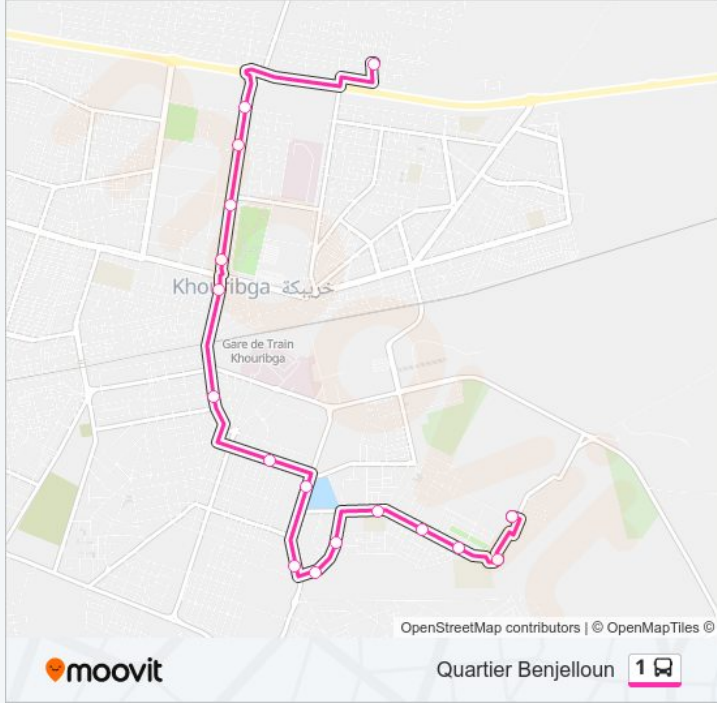 Khouribga خريبكة
Gare de Train
Khouribga
OpenStreetMap contributors | © OpenMapTiles ©
moovit
Quartier Benjelloun 1